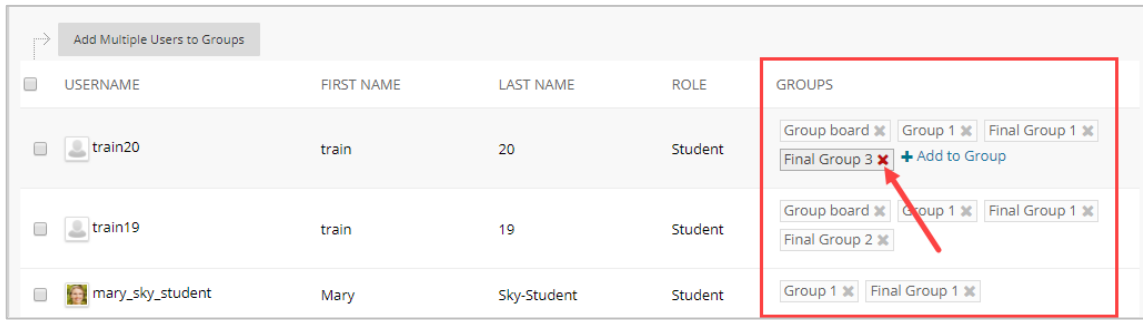 Add Multiple Users to Groups
USERNAME FIRST NAME LAST NAME ROLE GROUPS
Group board Group 1 Final Group 1
train20 train 20 Student
Final Group 3 + Add to Group
Group board Group 1 Final Group 1
train19 train 19 Student
Final Group 2
mary_sky_student Mary Sky-Student Student Group 1 Final Group 1